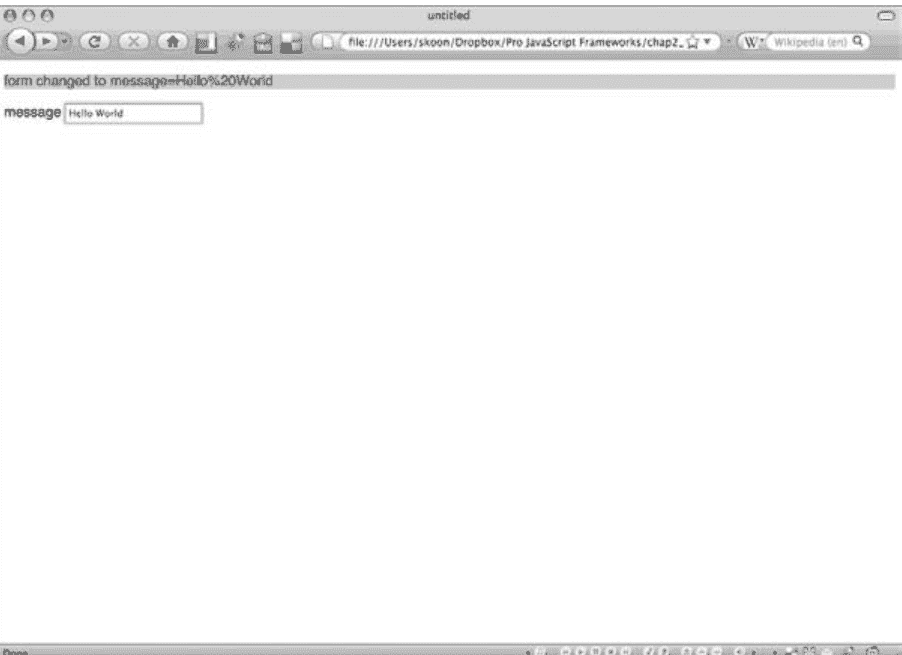 untitled
file:///Users/skoon/Dropbox/Pro JavaScript Frameworks/chap2_
W
Wikipedia (en)
form changed to message=Hello%20World
message
Hello World
Done